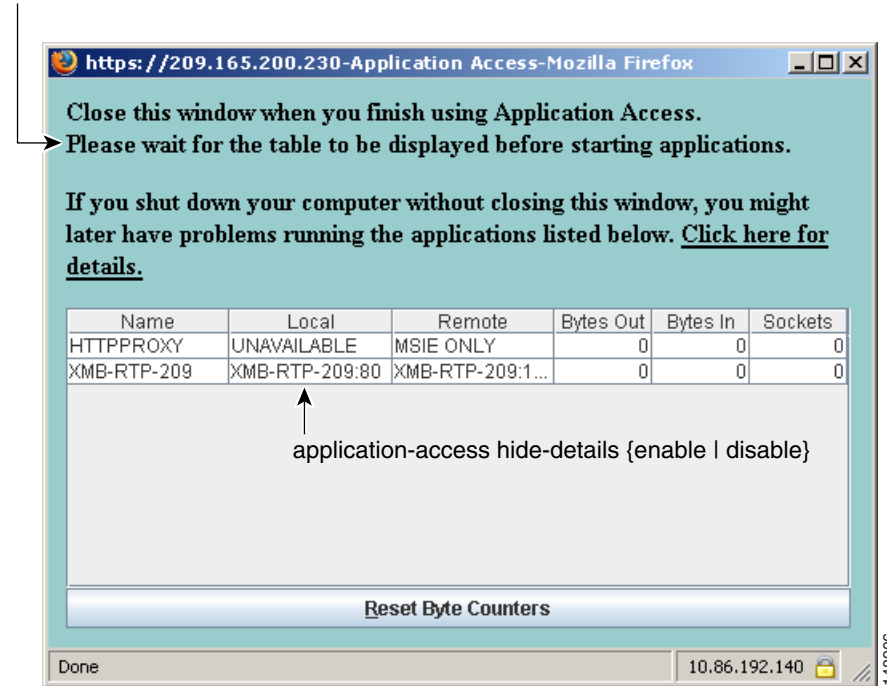 https://209.165.200.230-Application Access-Mozilla Firefox
Close this window when you finish using Application Access.
Please wait for the table to be displayed before starting applications.
If you shut down your computer without closing this window, you might
later have problems running the applications listed below. Click here for
details.
Name Local Remote Bytes Out Bytes In Sockets
HTTPPROXY UNAVAILABLE MSIE ONLY 0 0 0
XMB-RTP-209 XMB-RTP-209:80 XMB-RTP-209:1... 0 0 0
application-access hide-details {enable | disable}
Reset Byte Counters
Done 10.86.192.140